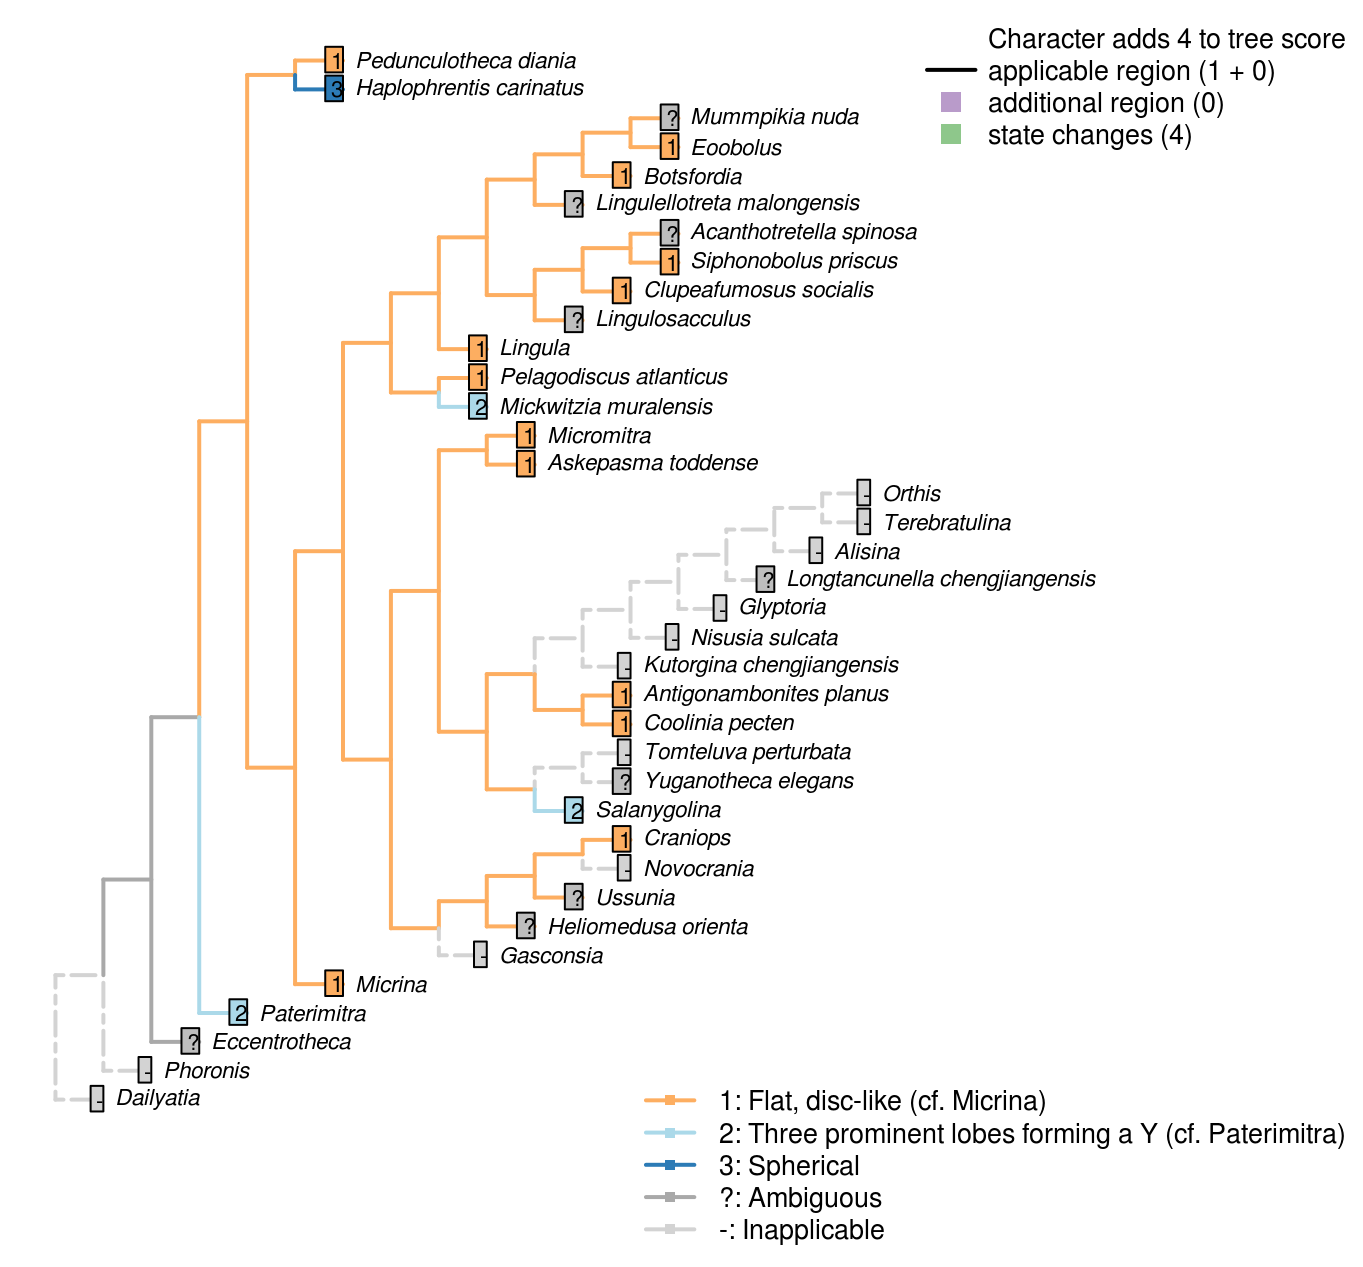 Character adds 4 to tree score
applicable region (1 + 0)
additional region (0)
state changes (4)
1 Pedunculotheca diania
3 Haplophrentis carinatus
? Mummpikia nuda
1 Eoobolus
1 Botsfordia
? Lingulellotreta malongensis
? Acanthotretella spinosa
1 Siphonobolus priscus
1 Clupeafumosus socialis
? Lingulosacculus
1 Lingula
1 Pelagodiscus atlanticus
2 Mickwitzia muralensis
1 Micromitra
1 Askepasma toddense
- Orthis
- Terebratulina
- Alisina
? Longtancunella chengjiangensis
- Glyptoria
- Nisusia sulcata
- Kutorgina chengjiangensis
1 Antigonambonites planus
1 Coolinia pecten
- Tomteluva perturbata
? Yuganotheca elegans
2 Salanygolina
1 Craniops
- Novocrania
? Ussunia
? Heliomedusa orienta
- Gasconsia
1 Micrina
2 Paterimitra
? Eccentrotheca
- Phoronis
- Dailyatia
1: Flat, disc-like (cf. Micrina)
2: Three prominent lobes forming a Y (cf. Paterimitra)
3: Spherical
?: Ambiguous
-: Inapplicable